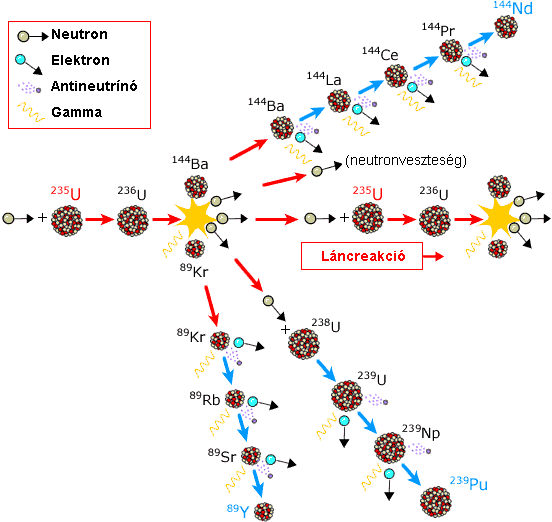 Neutron
Elektron
Antineutrínó
Gamma
¹⁴⁴Nd
¹⁴⁴Pr
¹⁴⁴Ce
¹⁴⁴La
¹⁴⁴Ba
(neutronveszteség)
¹⁴⁴Ba
+ ²³⁵U ²³⁶U
+ ²³⁵U ²³⁶U
Láncreakció
⁸⁹Kr
+ ²³⁸U
⁸⁹Kr
²³⁹U
⁸⁹Rb
²³⁹Np
⁸⁹Sr
²³⁹Pu
⁸⁹Y